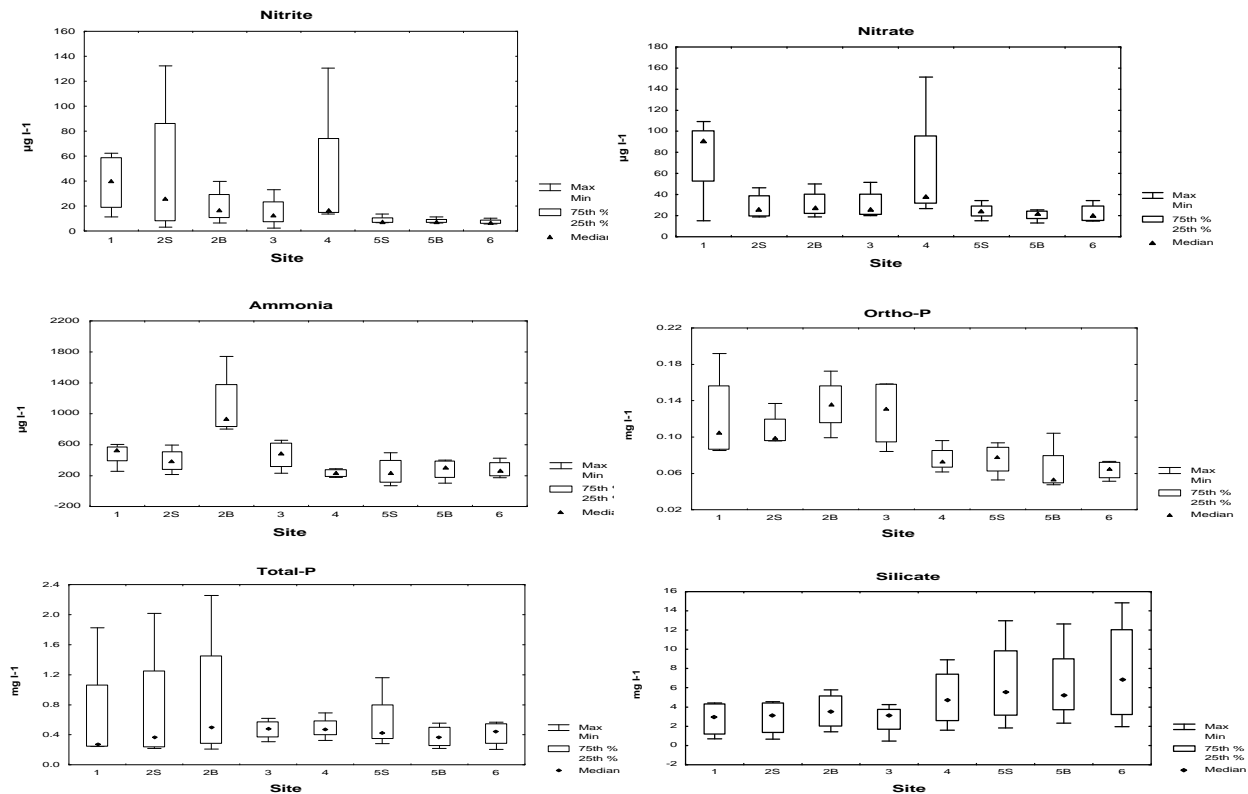 Nitrite
160
140
120
100
80
60
40
20
0
µg l-1
1 2S 2B 3 4 5S 5B 6
Site
Max
Min
75th %
25th %
Median
Nitrate
180
160
140
120
100
80
60
40
20
0
µg l-1
1 2S 2B 3 4 5S 5B 6
Site
Max
Min
75th %
25th %
Median
Ammonia
2200
1800
1400
1000
600
200
-200
µg l-1
1 2S 2B 3 4 5S 5B 6
Site
Max
Min
75th %
25th %
Median
Ortho-P
0.22
0.18
0.14
0.10
0.06
0.02
mg l-1
1 2S 2B 3 4 5S 5B 6
Site
Max
Min
75th %
25th %
Median
Total-P
2.4
2.0
1.6
1.2
0.8
0.4
0.0
mg l-1
1 2S 2B 3 4 5S 5B 6
Site
Max
Min
75th %
25th %
Median
Silicate
16
14
12
10
8
6
4
2
0
-2
mg l-1
1 2S 2B 3 4 5S 5B 6
Site
Max
Min
75th %
25th %
Median